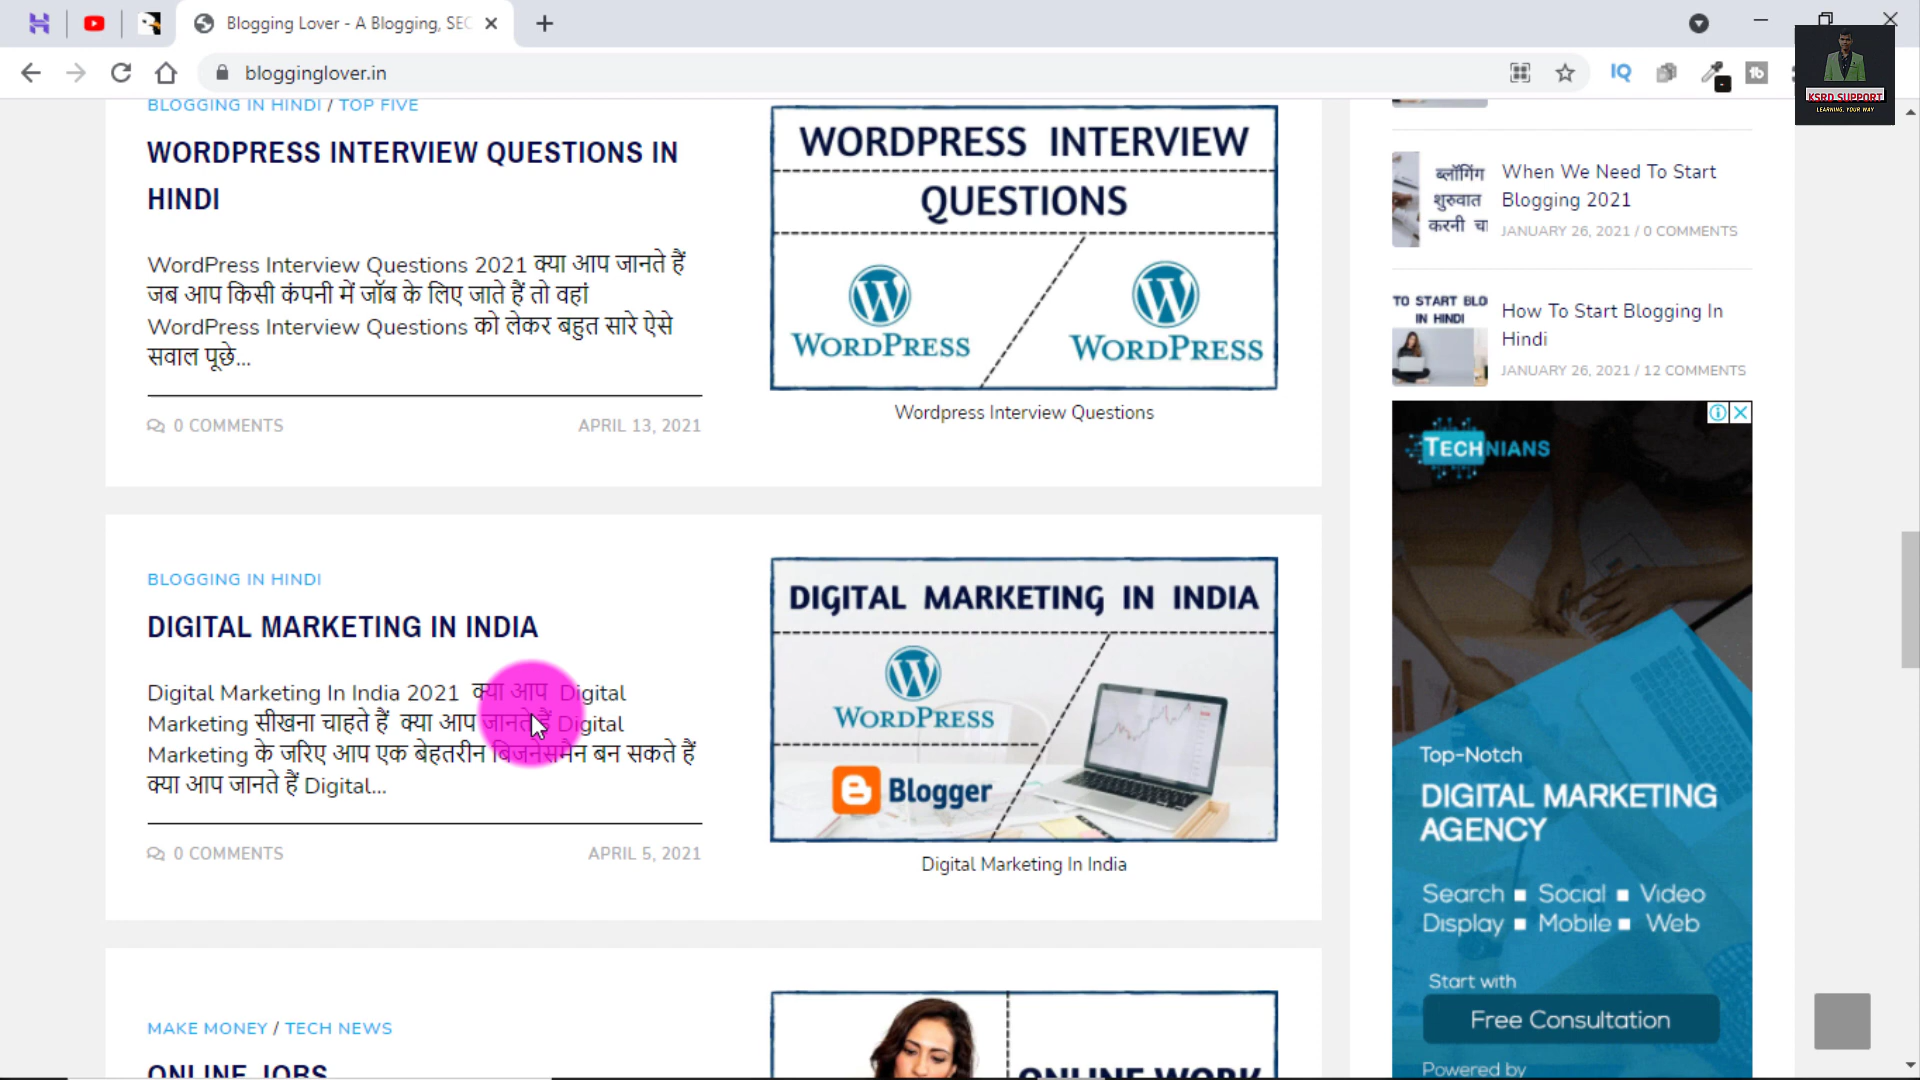 Blogging Lover - A Blogging, SEO
blogginglover.in
IQ
KSRD SUPPORT
LEARNING, YOUR WAY
BLOGGING IN HINDI / TOP FIVE
WORDPRESS INTERVIEW QUESTIONS IN
HINDI
WordPress Interview Questions 2021 क्या आप जानते हैं
जब आप किसी कंपनी में जॉब के लिए जाते हैं तो वहां
WordPress Interview Questions को लेकर बहुत सारे ऐसे
सवाल पूछे...
0 COMMENTS
APRIL 13, 2021
WORDPRESS INTERVIEW
QUESTIONS
WORDPRESS
WORDPRESS
Wordpress Interview Questions
BLOGGING IN HINDI
DIGITAL MARKETING IN INDIA
Digital Marketing In India 2021 क्या आप Digital
Marketing सीखना चाहते हैं क्या आप जानते हैं Digital
Marketing के जरिए आप एक बेहतरीन बिजनेसमैन बन सकते हैं
क्या आप जानते हैं Digital...
0 COMMENTS
APRIL 5, 2021
DIGITAL MARKETING IN INDIA
WORDPRESS
Blogger
Digital Marketing In India
MAKE MONEY / TECH NEWS
ONLINE JOBS
ONLINE WORK
ब्लॉगिंग
शुरुवात
करनी चा
When We Need To Start
Blogging 2021
JANUARY 26, 2021 / 0 COMMENTS
TO START BLO
IN HINDI
How To Start Blogging In
Hindi
JANUARY 26, 2021 / 12 COMMENTS
TECHNIANS
Top-Notch
DIGITAL MARKETING
AGENCY
Search ■ Social ■ Video
Display ■ Mobile ■ Web
Start with
Free Consultation
Powered by